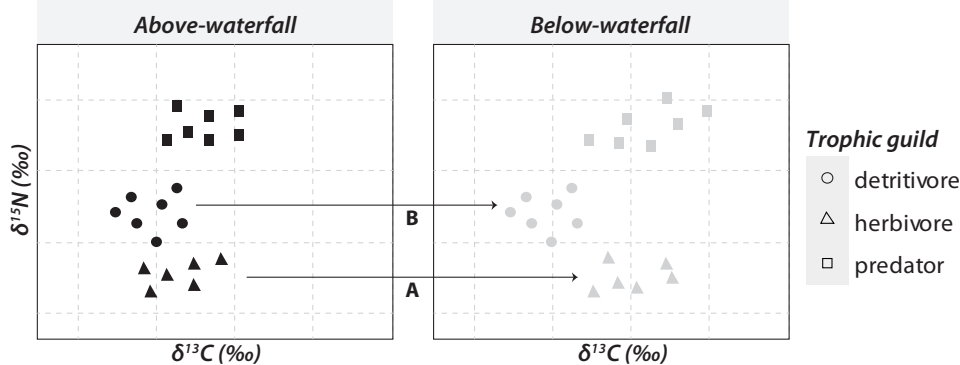 Above-waterfall
Below-waterfall
δ¹⁵N (‰)
B
A
δ¹³C (‰)
δ¹³C (‰)
Trophic guild
detritivore
herbivore
predator